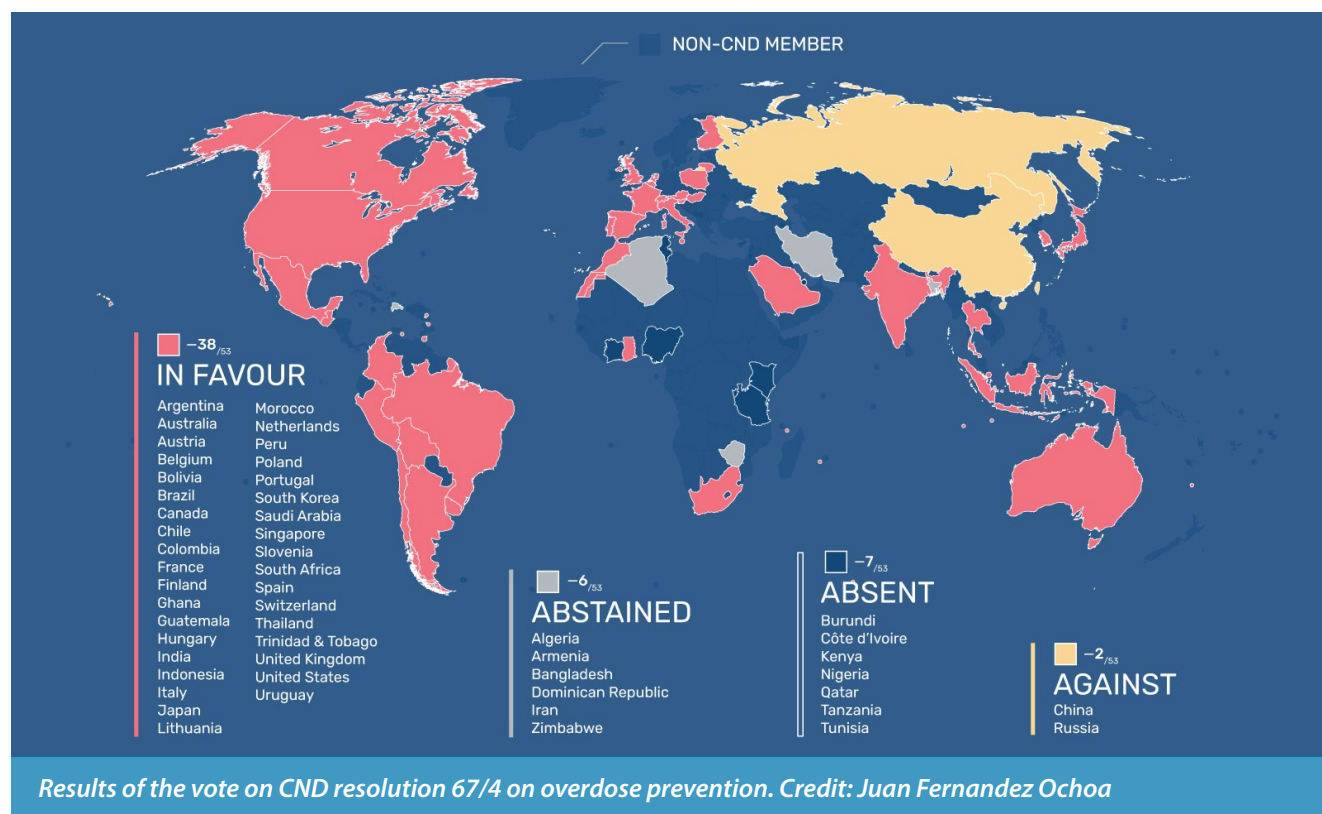 NON-CND MEMBER
–38/53
IN FAVOUR
Argentina
Australia
Austria
Belgium
Bolivia
Brazil
Canada
Chile
Colombia
France
Finland
Ghana
Guatemala
Hungary
India
Indonesia
Italy
Japan
Lithuania
Morocco
Netherlands
Peru
Poland
Portugal
South Korea
Saudi Arabia
Singapore
Slovenia
South Africa
Spain
Switzerland
Thailand
Trinidad & Tobago
United Kingdom
United States
Uruguay
–6/53
ABSTAINED
Algeria
Armenia
Bangladesh
Dominican Republic
Iran
Zimbabwe
–7/53
ABSENT
Burundi
Côte d'Ivoire
Kenya
Nigeria
Qatar
Tanzania
Tunisia
–2/53
AGAINST
China
Russia
Results of the vote on CND resolution 67/4 on overdose prevention. Credit: Juan Fernandez Ochoa